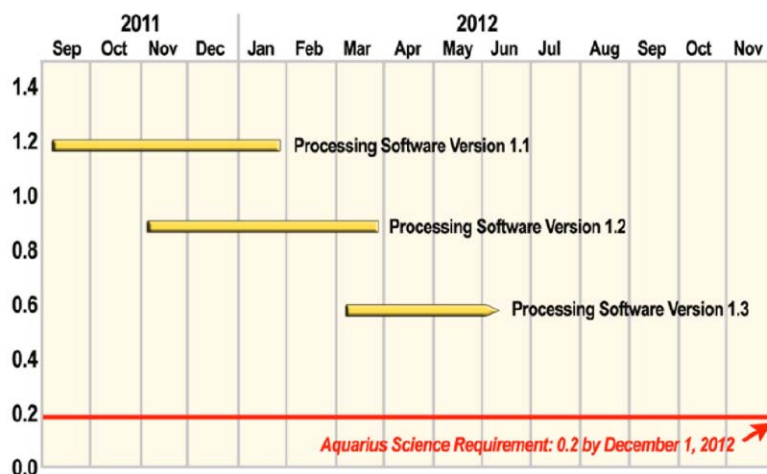 2011 2012
Sep Oct Nov Dec Jan Feb Mar Apr May Jun Jul Aug Sep Oct Nov
1.4
1.2 Processing Software Version 1.1
1.0
Processing Software Version 1.2
0.8
0.6 Processing Software Version 1.3
0.4
0.2
Aquarius Science Requirement: 0.2 by December 1, 2012
0.0